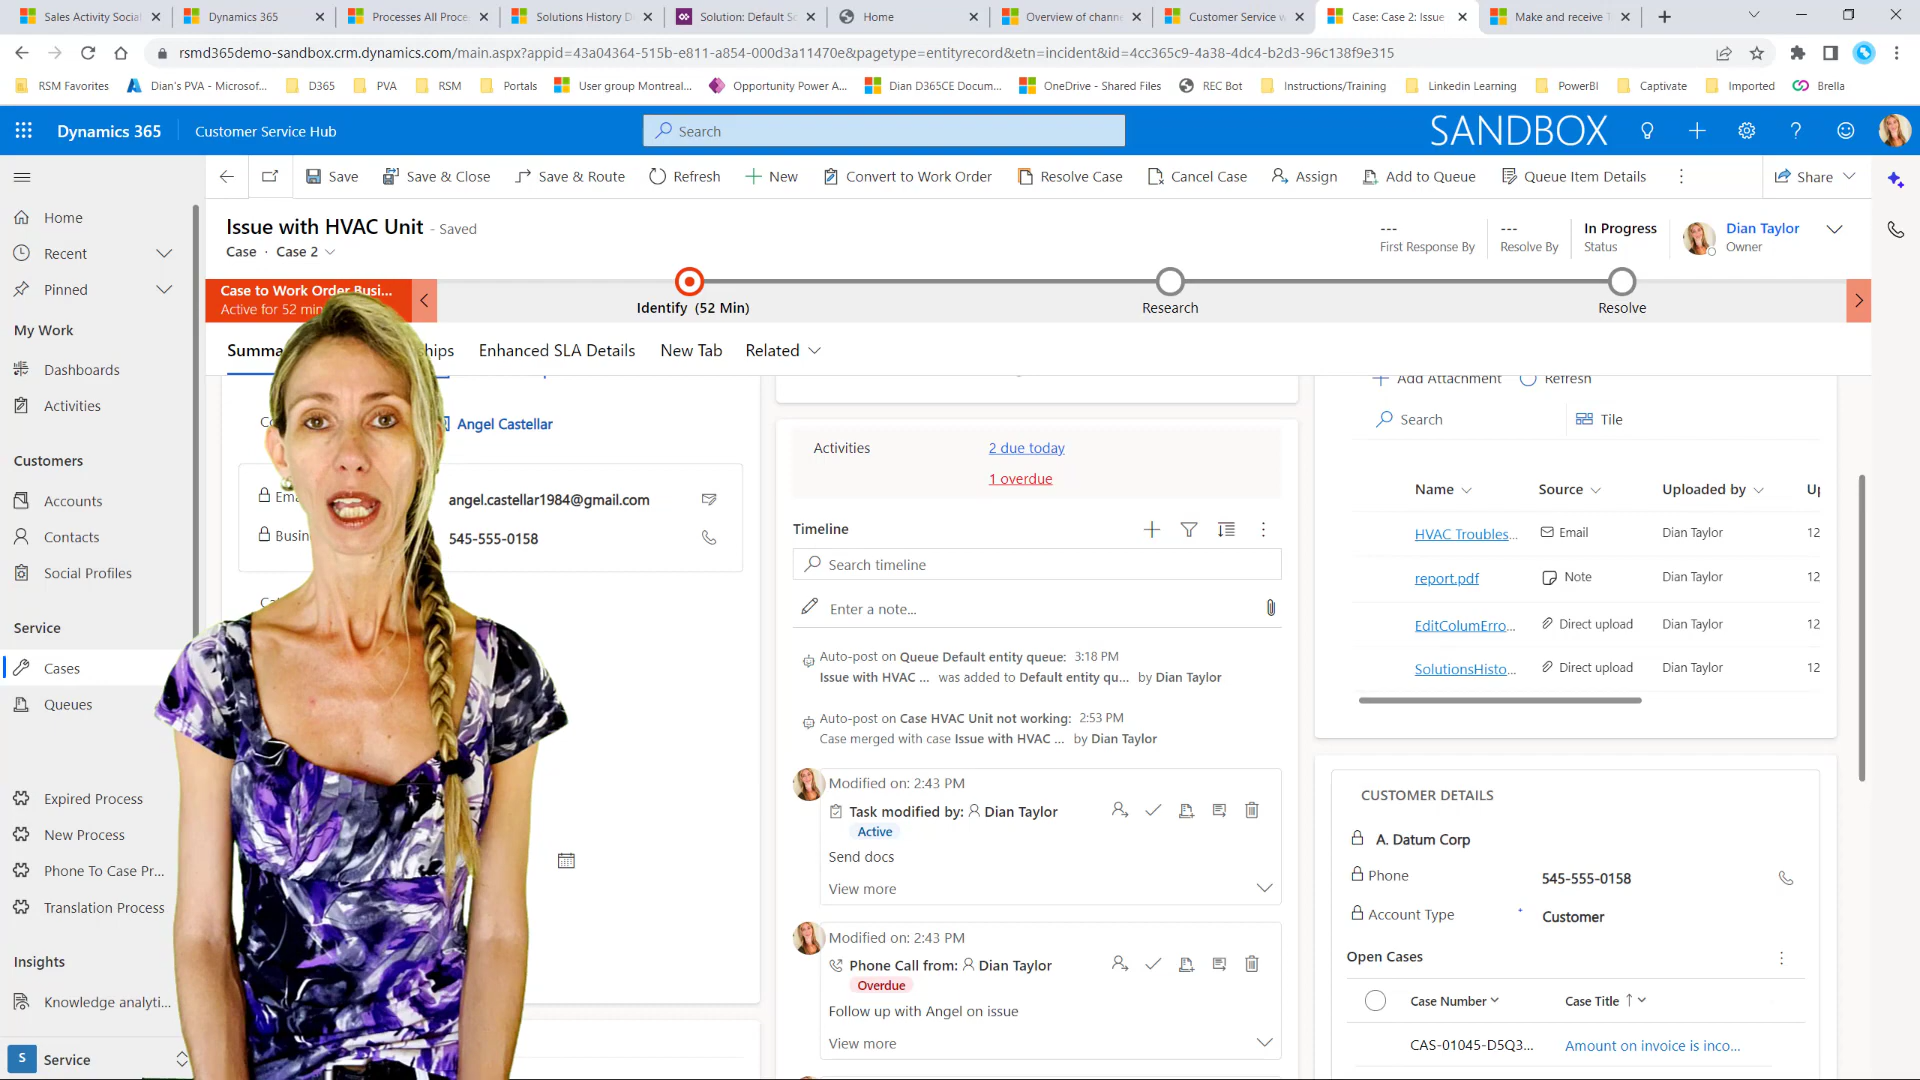 Sales Activity Social
Dynamics 365
Processes All Proce
Solutions History D
Solution: Default So
Home
Overview of chann
Customer Service w
Case: Case 2: Issue
Make and receive
rsmd365demo-sandbox.crm.dynamics.com/main.aspx?appid=43a04364-515b-e811-a854-000d3a11470e&pagetype=entityrecord&etn=incident&id=4cc365c9-4a38-4dc4-b2d3-96c138f9e315
RSM Favorites
Dian's PVA - Microsof...
D365
PVA
RSM
Portals
User group Montreal...
Opportunity Power A...
Dian D365CE Docum...
OneDrive - Shared Files
REC Bot
Instructions/Training
Linkedin Learning
PowerBI
Captivate
Imported
Brella
Dynamics 365
Customer Service Hub
Search
SANDBOX
Save
Save & Close
Save & Route
Refresh
New
Convert to Work Order
Resolve Case
Cancel Case
Assign
Add to Queue
Queue Item Details
Share
Home
Recent
Pinned
My Work
Dashboards
Activities
Customers
Accounts
Contacts
Social Profiles
Service
Cases
Queues
Expired Process
New Process
Phone To Case Pr...
Translation Process
Insights
Knowledge analyti...
S Service
Issue with HVAC Unit - Saved
Case · Case 2
---
First Response By
---
Resolve By
In Progress
Status
Dian Taylor
Owner
Case to Work Order Busi...
Active for 52 min
Identify (52 Min)
Research
Resolve
Summa
hips
Enhanced SLA Details
New Tab
Related
Co
Angel Castellar
Ema
angel.castellar1984@gmail.com
Busin
545-555-0158
Ca
Activities
2 due today
1 overdue
Timeline
Search timeline
Enter a note...
Auto-post on Queue Default entity queue: 3:18 PM
Issue with HVAC ... was added to Default entity qu... by Dian Taylor
Auto-post on Case HVAC Unit not working: 2:53 PM
Case merged with case Issue with HVAC ... by Dian Taylor
Modified on: 2:43 PM
Task modified by: Dian Taylor
Active
Send docs
View more
Modified on: 2:43 PM
Phone Call from: Dian Taylor
Overdue
Follow up with Angel on issue
View more
Add Attachment
Refresh
Search
Tile
Name Source Uploaded by Up
HVAC Troubles... Email Dian Taylor 12
report.pdf Note Dian Taylor 12
EditColumErro... Direct upload Dian Taylor 12
SolutionsHisto... Direct upload Dian Taylor 12
CUSTOMER DETAILS
A. Datum Corp
Phone 545-555-0158
Account Type Customer
Open Cases
Case Number Case Title
CAS-01045-D5Q3... Amount on invoice is inco...